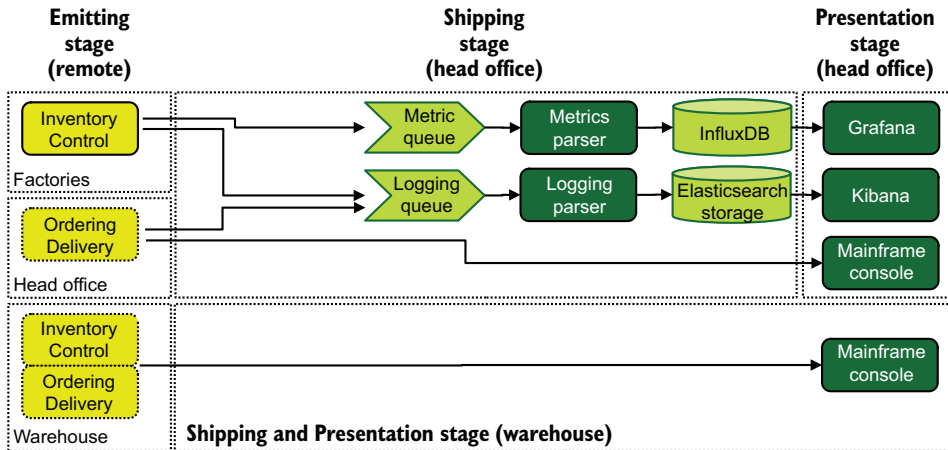 Emitting
stage
(remote)
Shipping
stage
(head office)
Presentation
stage
(head office)
Inventory
Control
Factories
Metric
queue
Metrics
parser
InfluxDB
Grafana
Logging
queue
Logging
parser
Elasticsearch
storage
Kibana
Ordering
Delivery
Head office
Mainframe
console
Inventory
Control
Ordering
Delivery
Warehouse
Mainframe
console
Shipping and Presentation stage (warehouse)